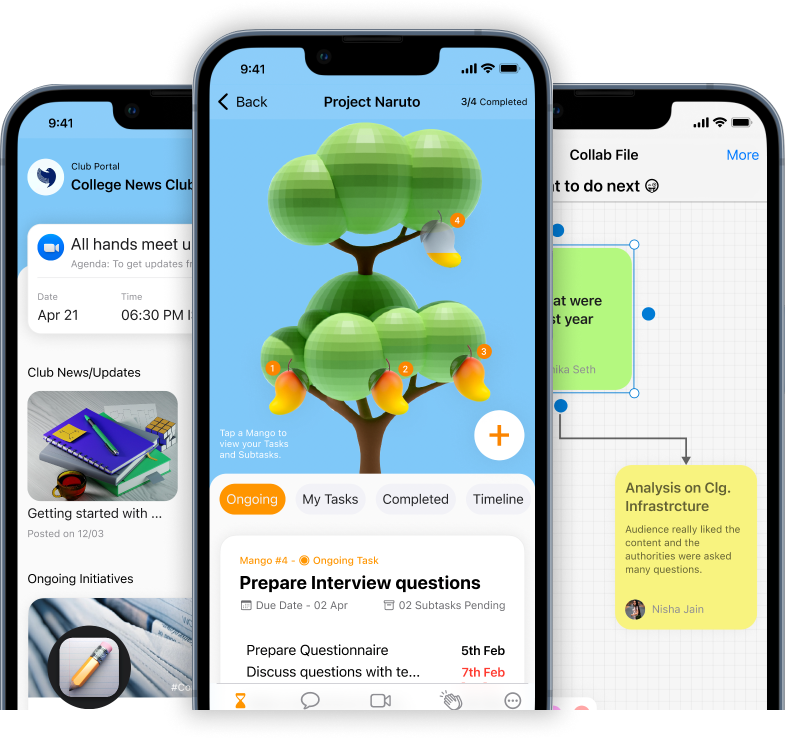 9:41
Club Portal
College News Club
All hands meet u
Agenda: To get updates fr
Date
Time
Apr 21
06:30 PM I
Club News/Updates
Getting started with ...
Posted on 12/03
Ongoing Initiatives
#Co
9:41
Back
Project Naruto
3/4 Completed
4
1
2
3
Tap a Mango to
view your Tasks
and Subtasks.
Ongoing
My Tasks
Completed
Timeline
Mango #4 - Ongoing Task
Prepare Interview questions
Due Date - 02 Apr
02 Subtasks Pending
Prepare Questionnaire
5th Feb
Discuss questions with te...
7th Feb
Collab File
More
t to do next
at were
t year
ika Seth
Analysis on Clg.
Infrastrcture
Audience really liked the
content and the
authorities were asked
many questions.
Nisha Jain